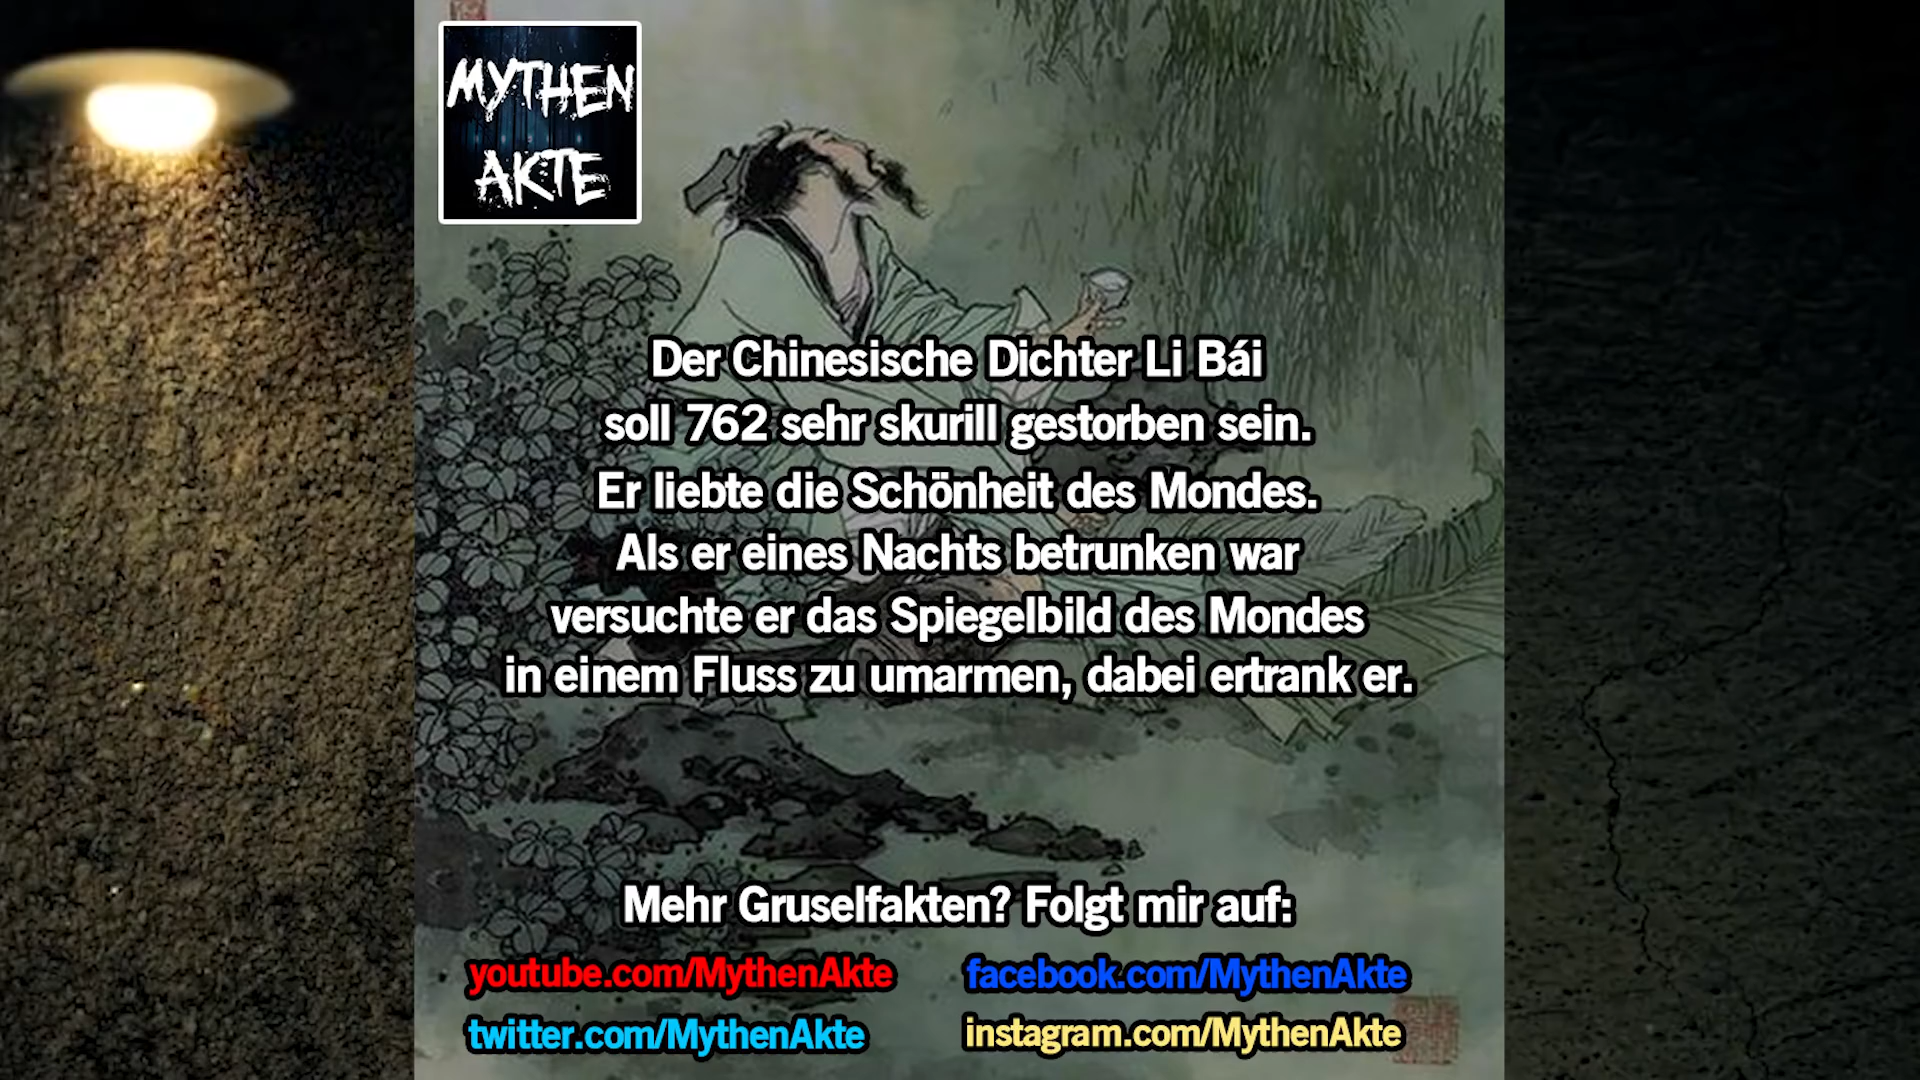 MYTHEN
AKTE
Der Chinesische Dichter Li Bái
soll 762 sehr skurill gestorben sein.
Er liebte die Schönheit des Mondes.
Als er eines Nachts betrunken war
versuchte er das Spiegelbild des Mondes
in einem Fluss zu umarmen, dabei ertrank er.
Mehr Gruselfakten? Folgt mir auf:
youtube.com/MythenAkte
facebook.com/MythenAkte
twitter.com/MythenAkte
instagram.com/MythenAkte